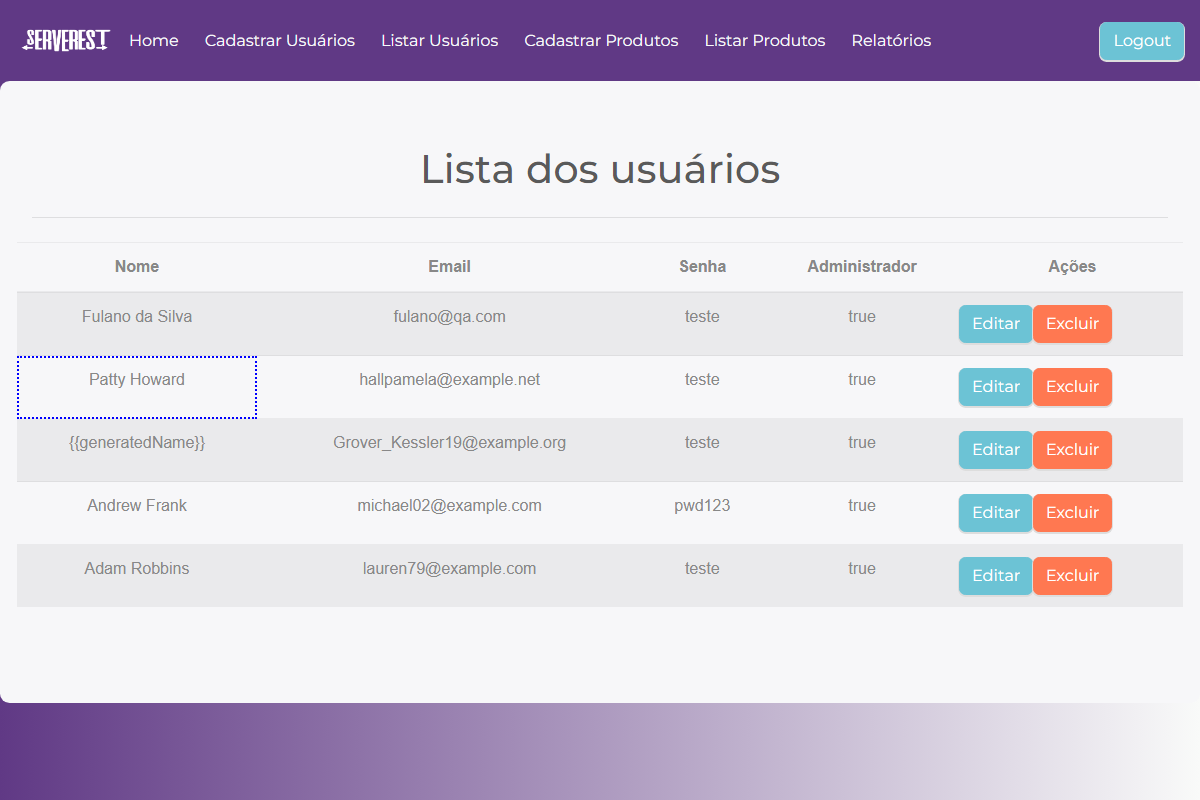 SERVEREST Home Cadastrar Usuários Listar Usuários Cadastrar Produtos Listar Produtos Relatórios Logout
Lista dos usuários
Nome Email Senha Administrador Ações
Fulano da Silva fulano@qa.com teste true Editar Excluir
Patty Howard hallpamela@example.net teste true Editar Excluir
{{generatedName}} Grover_Kessler19@example.org teste true Editar Excluir
Andrew Frank michael02@example.com pwd123 true Editar Excluir
Adam Robbins lauren79@example.com teste true Editar Excluir